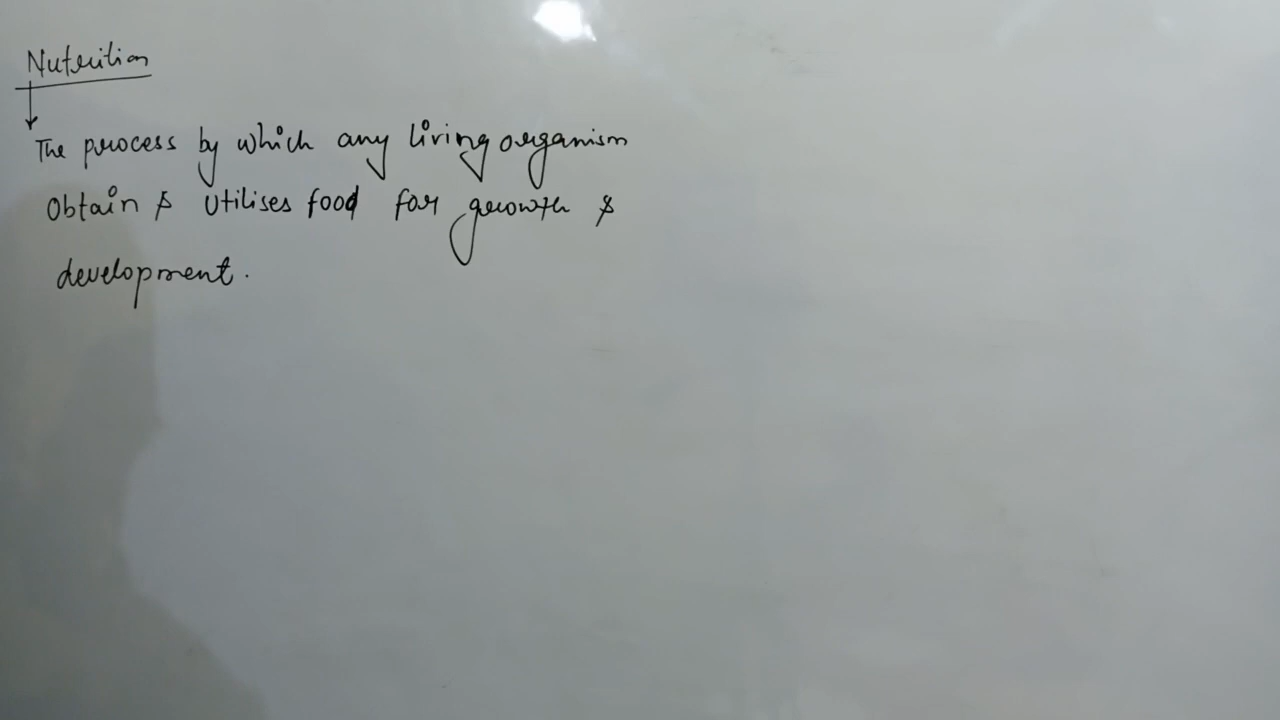 Nutrition
The process by which any living organism
Obtain & Utilises food for growth &
development.